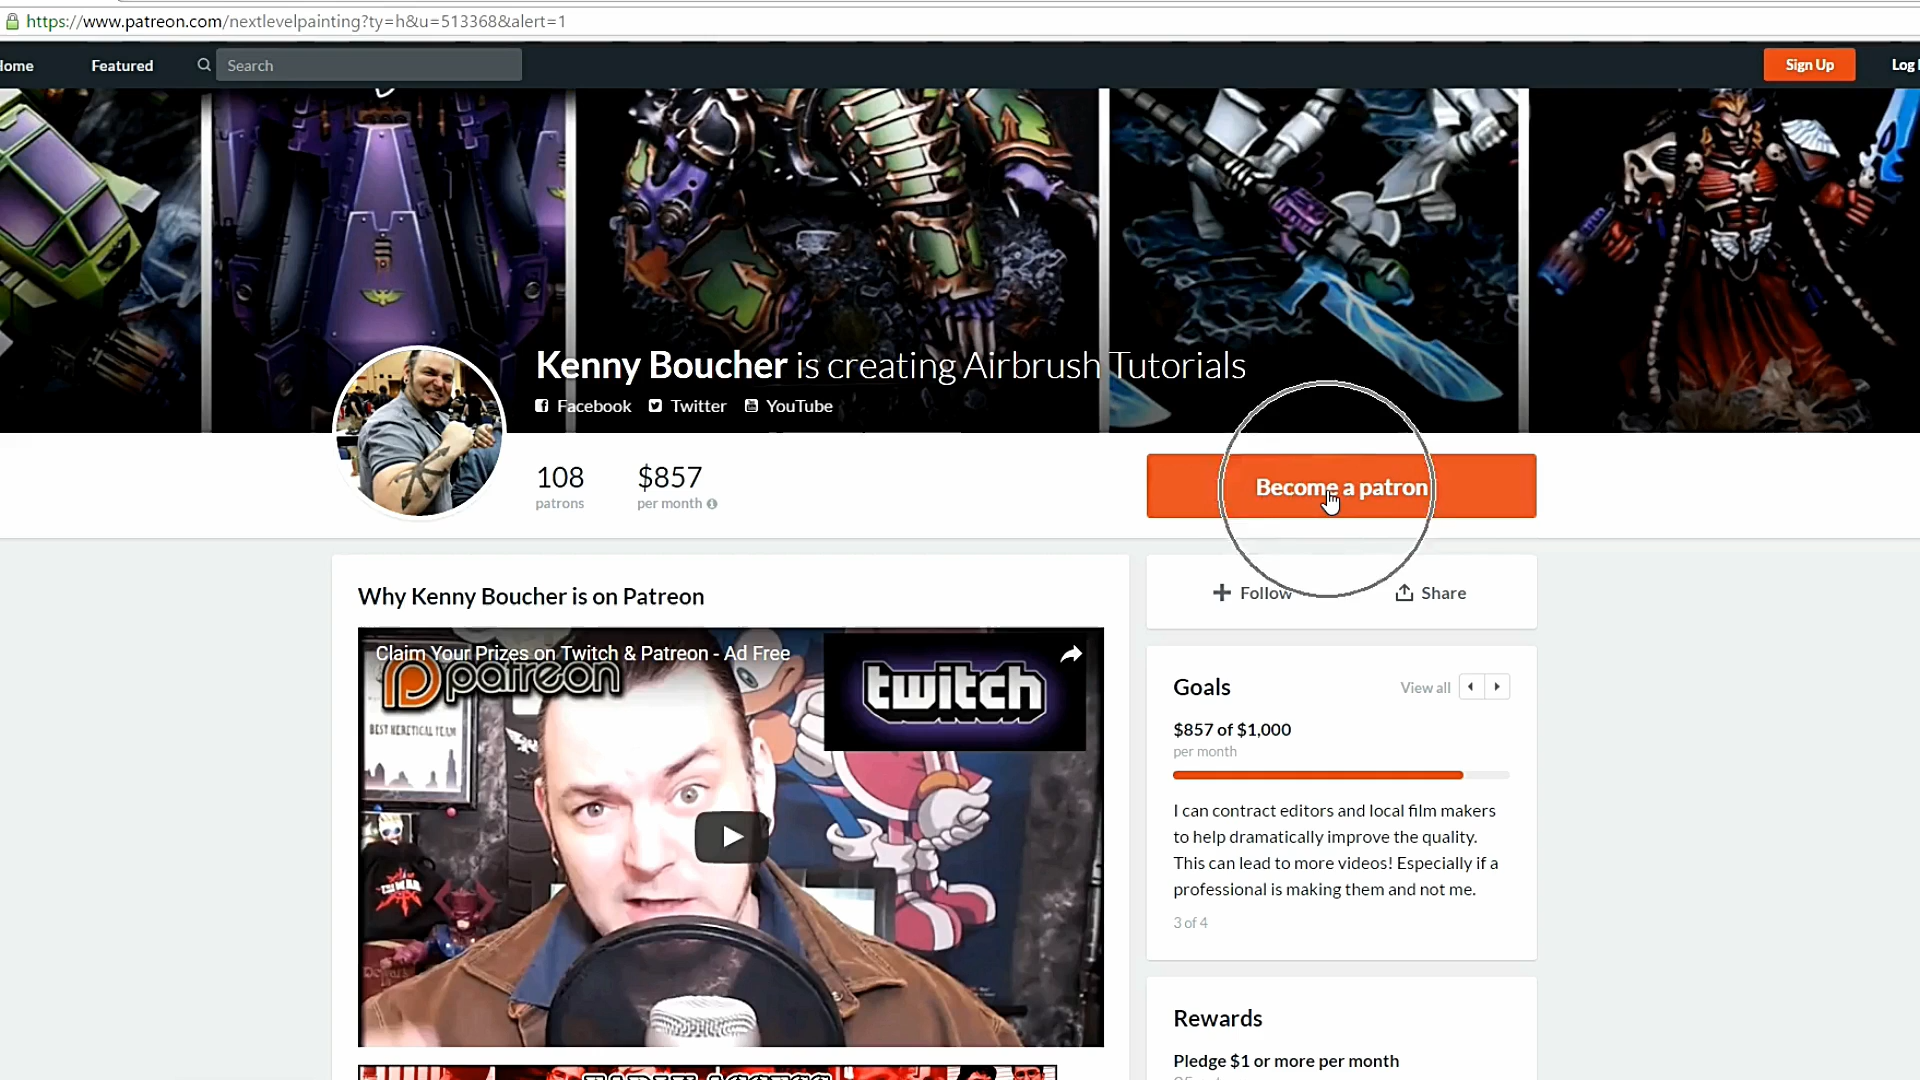 https://www.patreon.com/nextlevelpainting?ty=h&u=513368&alert=1
Home Featured Search Sign Up Log
Kenny Boucher is creating Airbrush Tutorials
Facebook Twitter YouTube
108 $857
patrons per month
Become a patron
Why Kenny Boucher is on Patreon
Follow Share
Claim Your Prizes on Twitch & Patreon - Ad Free
patreon
twitch
BEST HERETICAL TEAM
Goals View all
$857 of $1,000
per month
I can contract editors and local film makers
to help dramatically improve the quality.
This can lead to more videos! Especially if a
professional is making them and not me.
3 of 4
Rewards
Pledge $1 or more per month